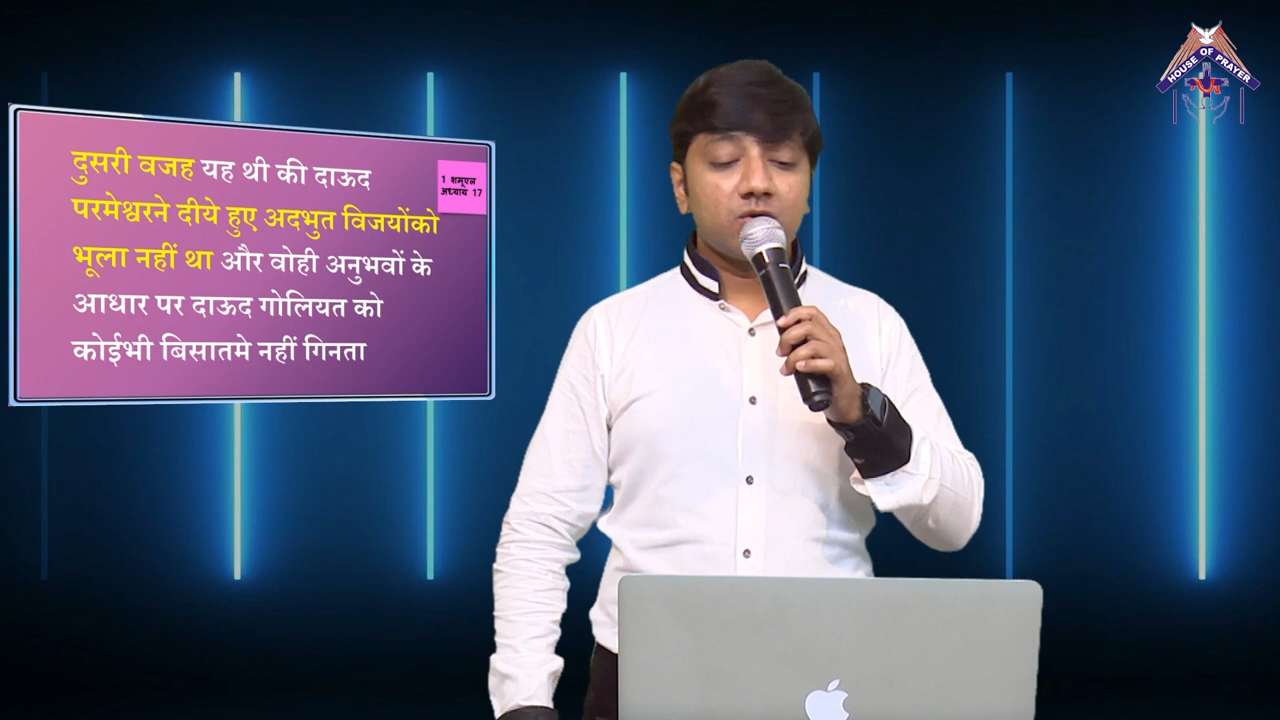 दुसरी वजह यह थी की दाऊद
परमेश्वरने दीये हुए अदभुत विजयोंको
भूला नहीं था और वोही अनुभवों के
आधार पर दाऊद गोलियत को
कोईभी बिसातमे नहीं गिनता
1 शमूएल
अध्याय 17
HOUSE OF PRAYER